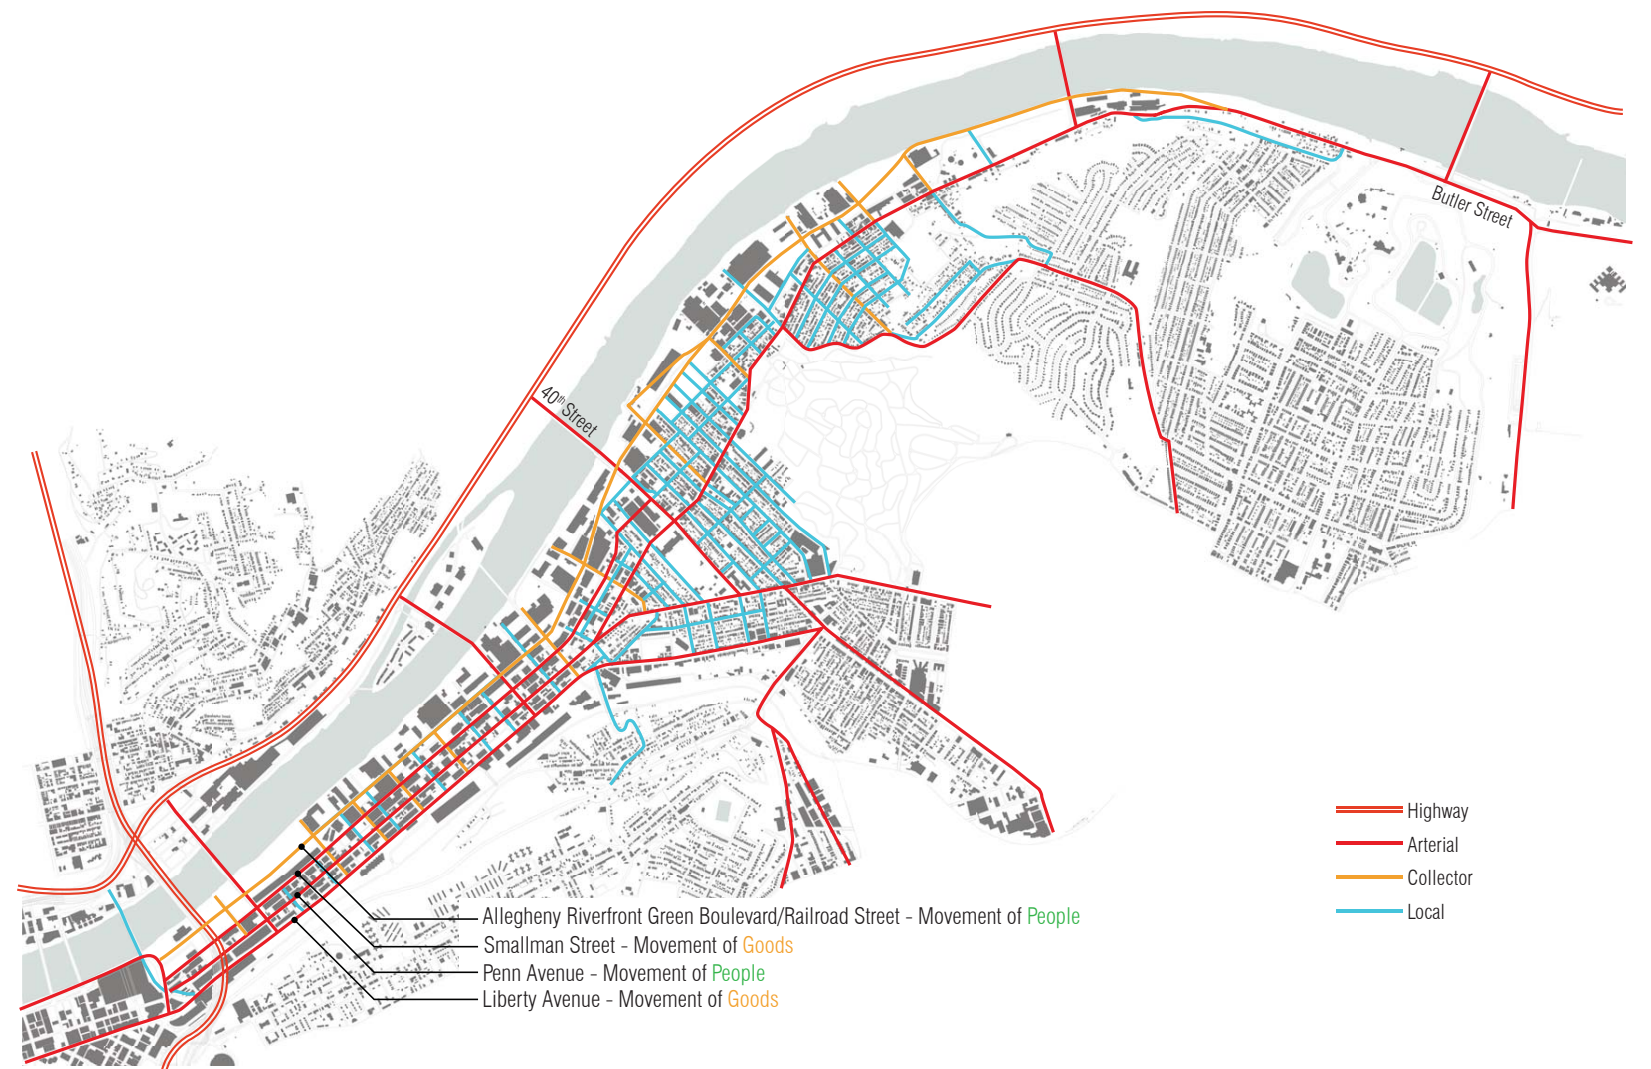 Butler Street
40th Street
Highway
Arterial
Collector
Local
Allegheny Riverfront Green Boulevard/Railroad Street - Movement of People
Smallman Street - Movement of Goods
Penn Avenue - Movement of People
Liberty Avenue - Movement of Goods